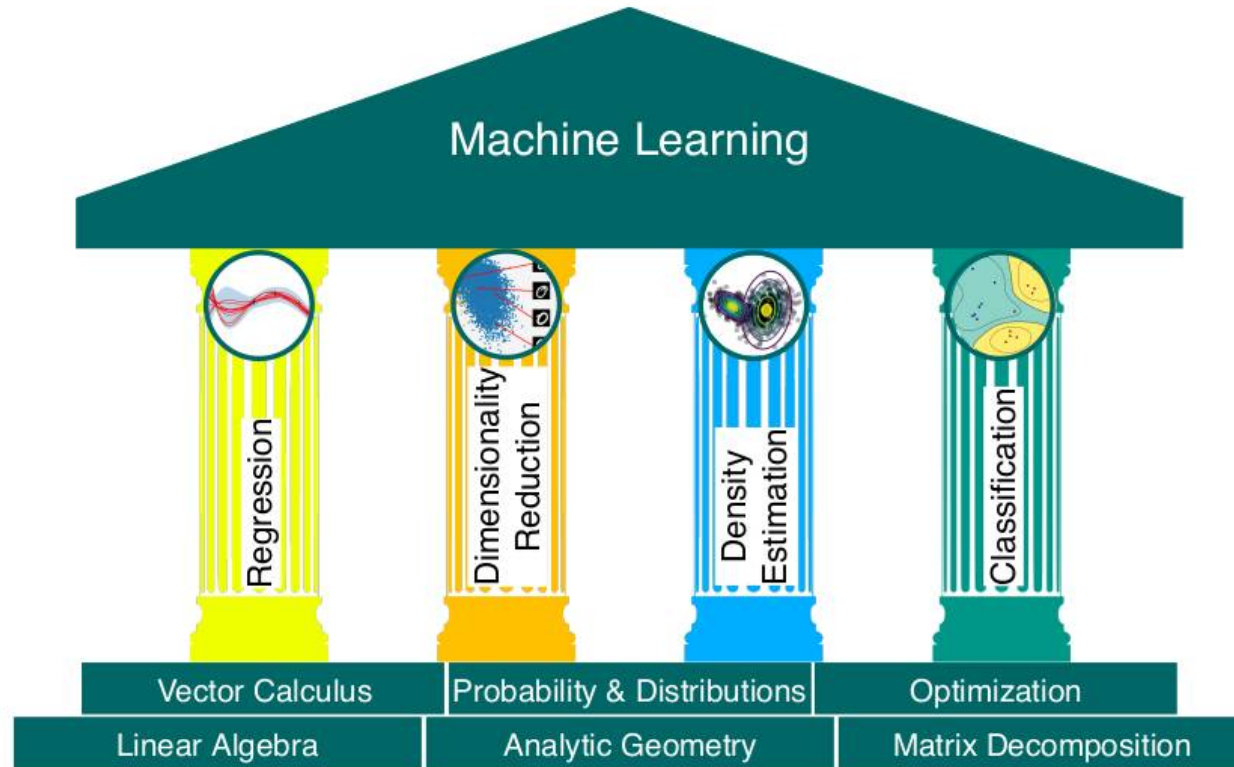 Machine Learning
Regression
Dimensionality
Reduction
Density
Estimation
Classification
Vector Calculus
Probability & Distributions
Optimization
Linear Algebra
Analytic Geometry
Matrix Decomposition